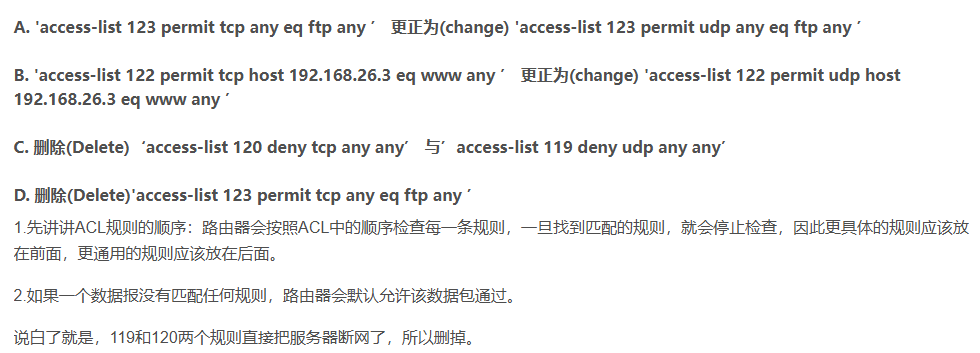 A. 'access-list 123 permit tcp any eq ftp any ′ 更正为(change) 'access-list 123 permit udp any eq ftp any ′
B. 'access-list 122 permit tcp host 192.168.26.3 eq www any ′ 更正为(change) 'access-list 122 permit udp host
192.168.26.3 eq www any ′
C. 删除(Delete)‘access-list 120 deny tcp any any′ 与′access-list 119 deny udp any any′
D. 删除(Delete)'access-list 123 permit tcp any eq ftp any ′
1.先讲讲ACL规则的顺序：路由器会按照ACL中的顺序检查每一条规则，一旦找到匹配的规则，就会停止检查，因此更具体的规则应该放
在前面，更通用的规则应该放在后面。
2.如果一个数据报没有匹配任何规则，路由器会默认允许该数据包通过。
说白了就是，119和120两个规则直接把服务器断网了，所以删掉。